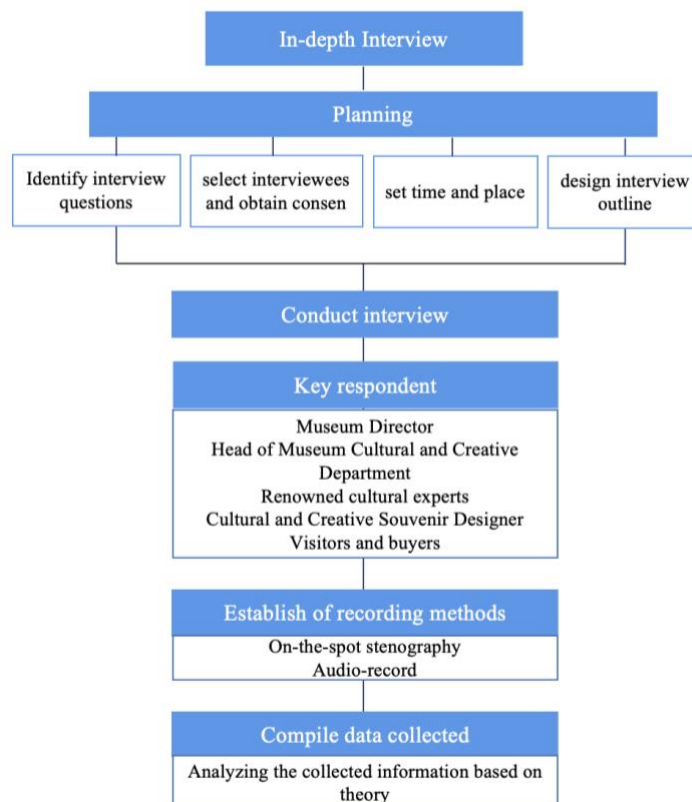 In-depth Interview
Planning
Identify interview
questions
select interviewees
and obtain consen
set time and place
design interview
outline
Conduct interview
Key respondent
Museum Director
Head of Museum Cultural and Creative
Department
Renowned cultural experts
Cultural and Creative Souvenir Designer
Visitors and buyers
Establish of recording methods
On-the-spot stenography
Audio-record
Compile data collected
Analyzing the collected information based on
theory